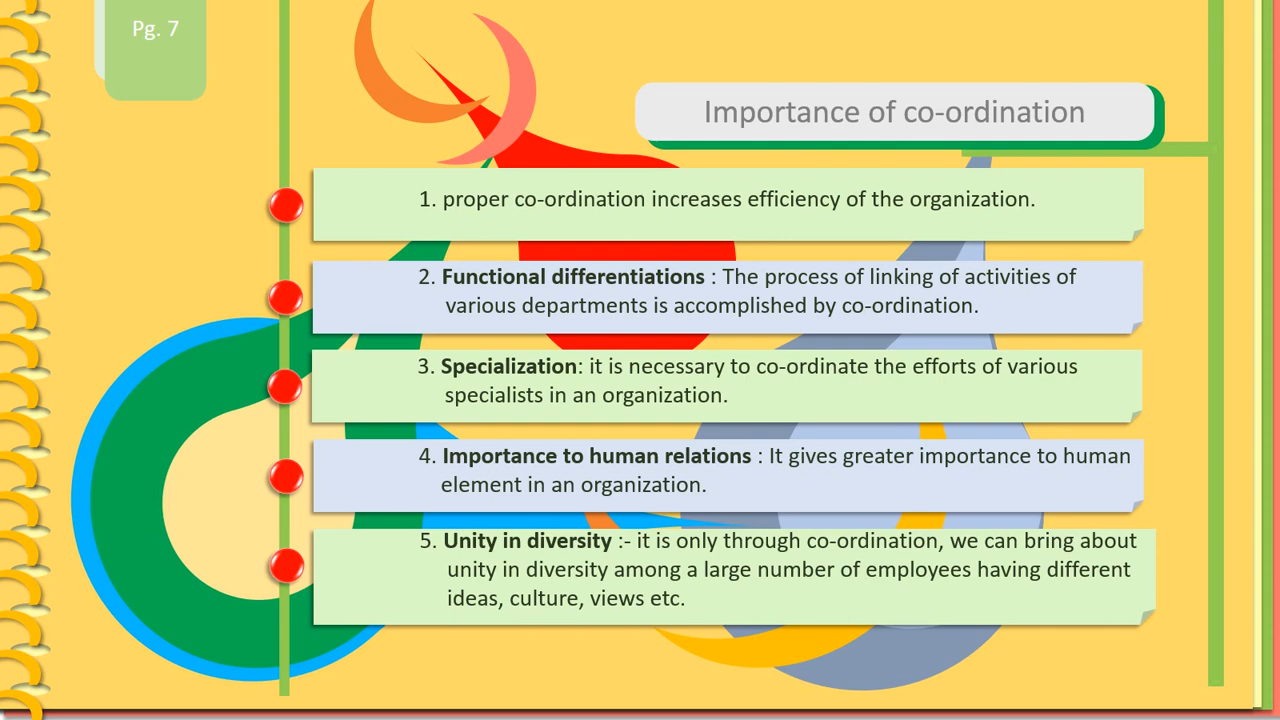 Pg. 7
Importance of co-ordination
1. proper co-ordination increases efficiency of the organization.
2. Functional differentiations : The process of linking of activities of
various departments is accomplished by co-ordination.
3. Specialization: it is necessary to co-ordinate the efforts of various
specialists in an organization.
4. Importance to human relations : It gives greater importance to human
element in an organization.
5. Unity in diversity :- it is only through co-ordination, we can bring about
unity in diversity among a large number of employees having different
ideas, culture, views etc.